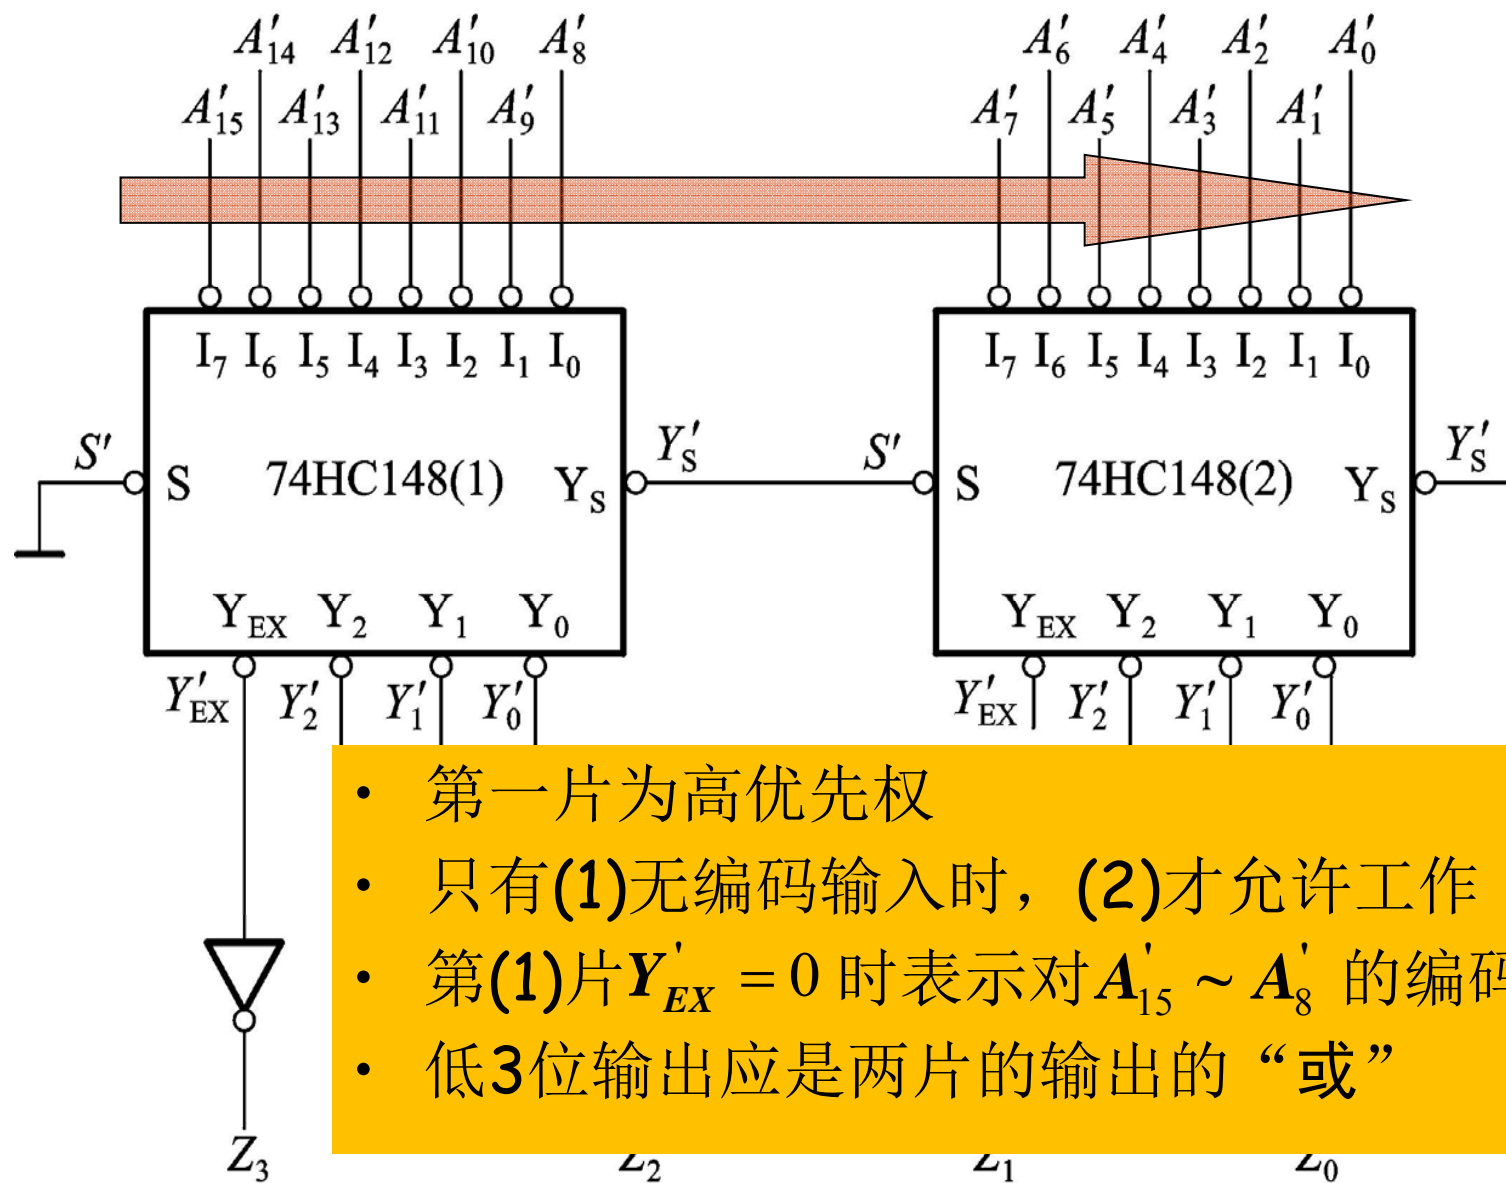 A′14 A′12 A′10 A′8 A′6 A′4 A′2 A′0
A′15 A′13 A′11 A′9 A′7 A′5 A′3 A′1
I7 I6 I5 I4 I3 I2 I1 I0 I7 I6 I5 I4 I3 I2 I1 I0
S′ S 74HC148(1) YS Y′S S′ S 74HC148(2) YS Y′S
YEX Y2 Y1 Y0 YEX Y2 Y1 Y0
Y′EX Y′2 Y′1 Y′0 Y′EX Y′2 Y′1 Y′0
• 第一片为高优先权
• 只有(1)无编码输入时，(2)才允许工作
• 第(1)片Y'EX = 0 时表示对A'15 ~ A'8 的编码
• 低3位输出应是两片的输出的“或”
Z3 Z2 Z1 Z0